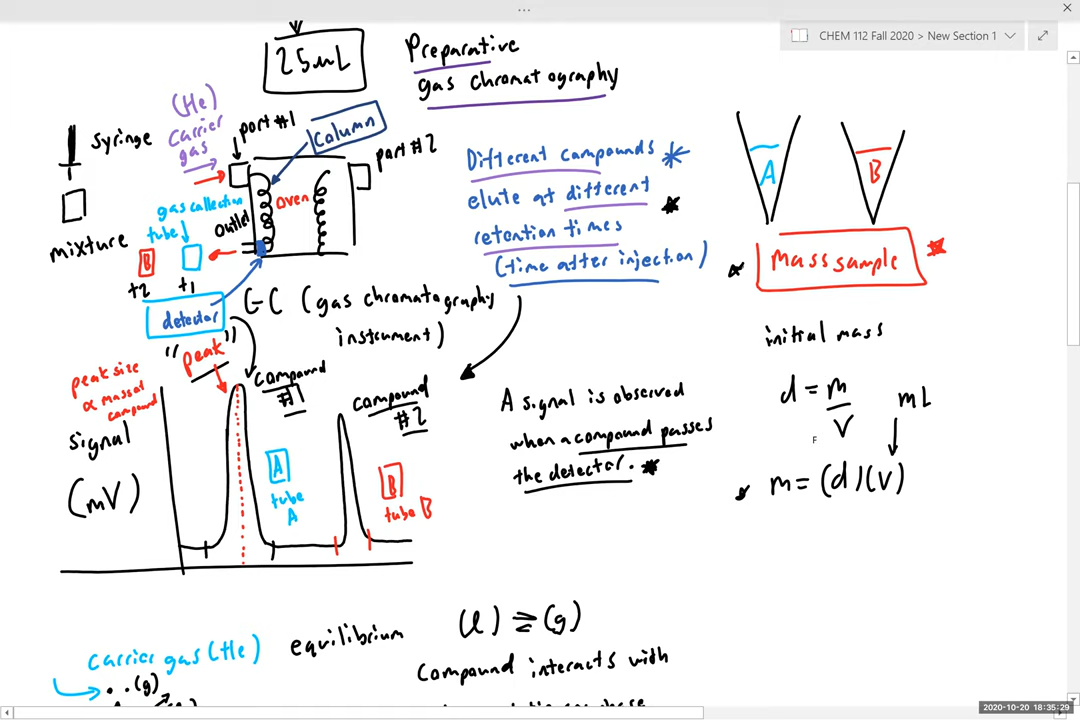 CHEM 112 Fall 2020 > New Section 1
25 uL
Preparative
gas chromatography
(He)
carrier
gas
syringe
port #1
column
port #2
mixture
gas collection
tube
outlet
oven
B
t2
t1
detector
GC (gas chromatography
instrument)
Different compounds
elute at different
retention times
(time after injection)
A
B
Mass sample
initial mass
d = m
V
mL
m = (d)(V)
"peak"
peak size
α mass of
compound
signal
(mV)
compound
#1
compound
#2
A
tube
A
B
tube B
A signal is observed
when a compound passes
the detector.
carrier gas (He)
(g)
equilibrium
(l) ⇌ (g)
Compound interacts with
2020-10-20 18:35:29